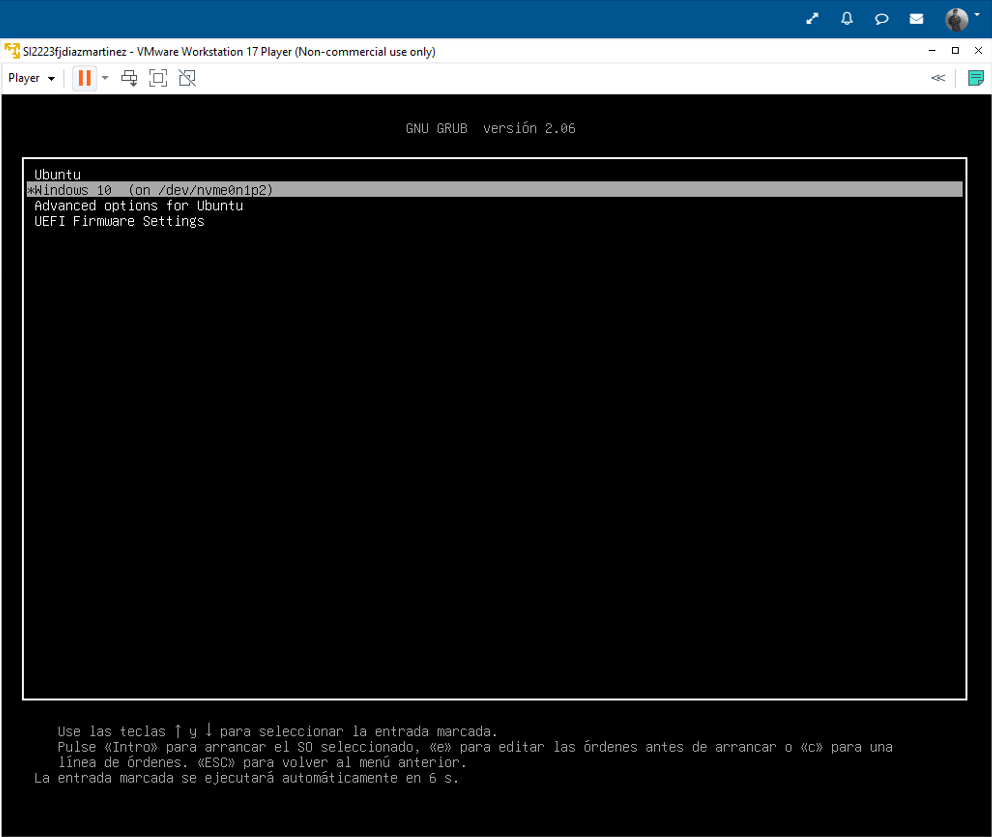 SI2223fjdiazmartinez - VMware Workstation 17 Player (Non-commercial use only)
Player
GNU GRUB versión 2.06
Ubuntu
*Windows 10 (on /dev/nvme0n1p2)
Advanced options for Ubuntu
UEFI Firmware Settings
Use las teclas ↑ y ↓ para seleccionar la entrada marcada.
Pulse «Intro» para arrancar el SO seleccionado, «e» para editar las órdenes antes de arrancar o «c» para una
línea de órdenes. «ESC» para volver al menú anterior.
La entrada marcada se ejecutará automáticamente en 6 s.